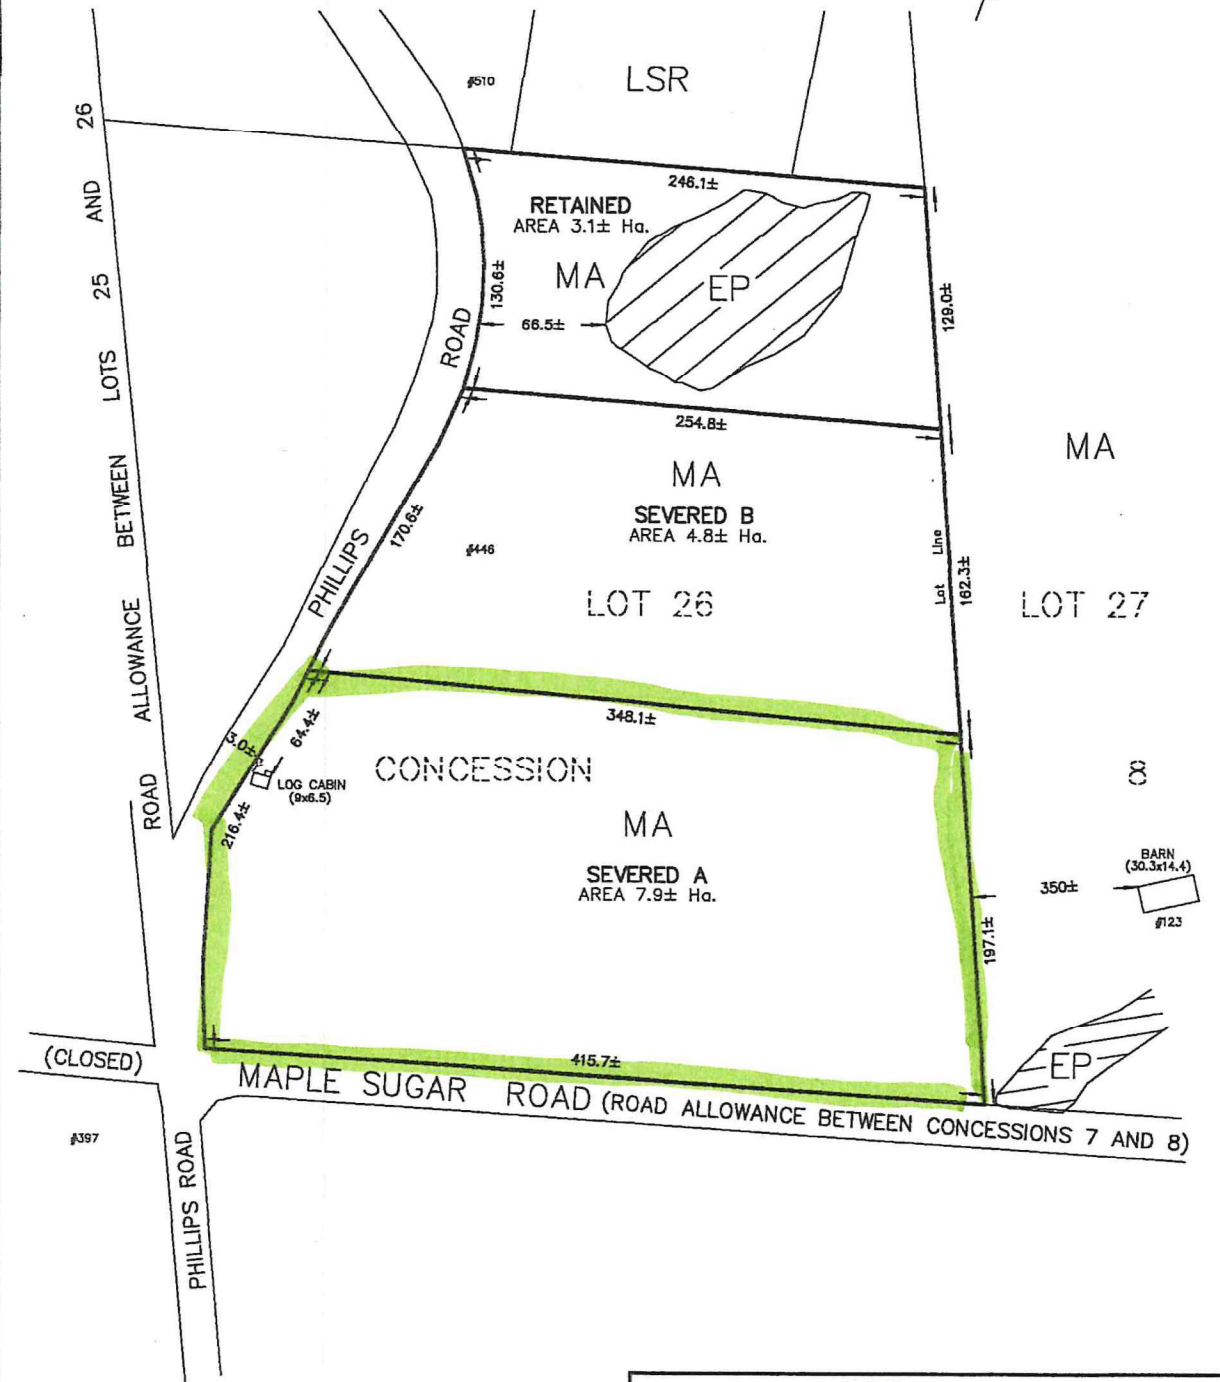 #510
LSR
26
AND
25
LOTS
BETWEEN
ALLOWANCE
ROAD
246.1±
RETAINED
AREA 3.1± Ha.
MA
EP
130.6±
66.5±
129.0±
PHILLIPS ROAD
254.8±
MA
MA
SEVERED B
AREA 4.8± Ha.
170.6±
#446
Lot Line
162.3±
LOT 26
LOT 27
348.1±
64.4±
3.0±
LOG CABIN
(9x6.5)
216.4±
CONCESSION
8
MA
SEVERED A
AREA 7.9± Ha.
BARN
(30.3x14.4)
350±
#123
197.1±
EP
(CLOSED)
415.7±
MAPLE SUGAR ROAD (ROAD ALLOWANCE BETWEEN CONCESSIONS 7 AND 8)
#397
PHILLIPS ROAD